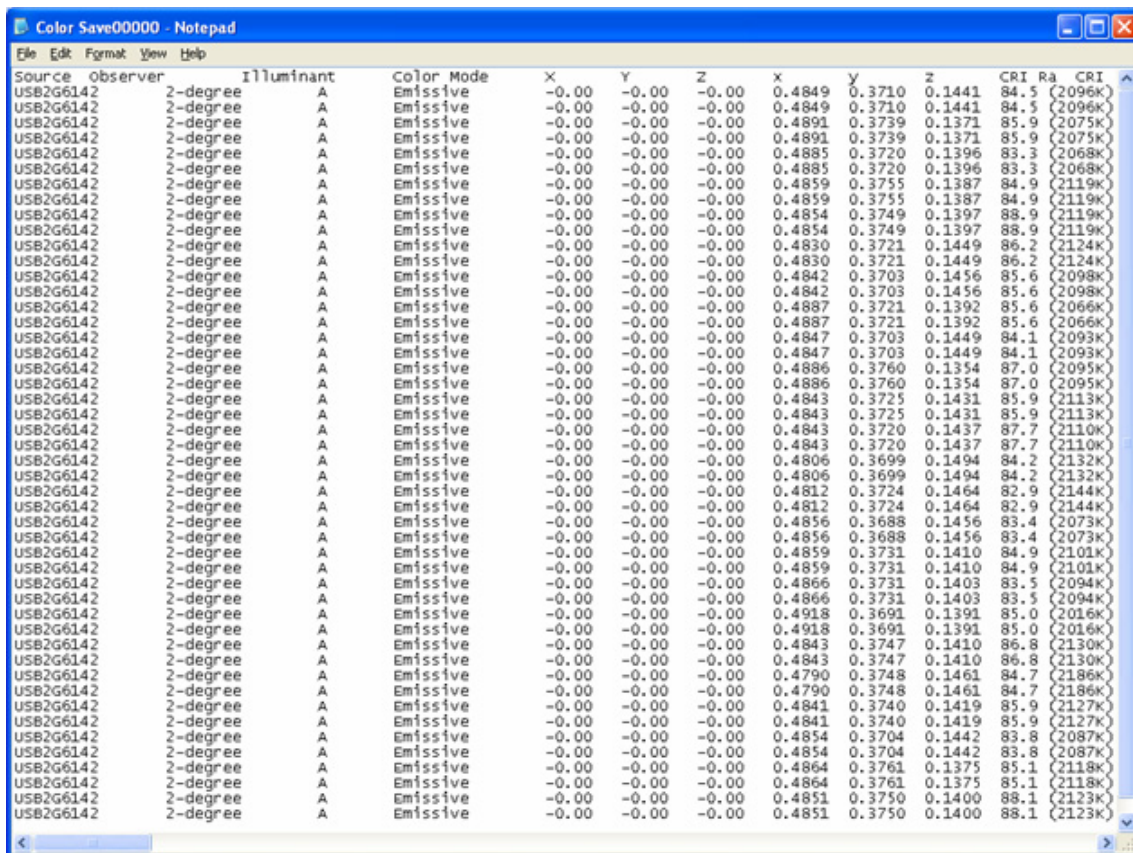 Color Save00000 - Notepad
File Edit Format View Help
Source Observer Illuminant Color Mode X Y Z x y z CRI Ra CRI
USB2G6142 2-degree A Emissive -0.00 -0.00 -0.00 0.4849 0.3710 0.1441 84.5 (2096K)
USB2G6142 2-degree A Emissive -0.00 -0.00 -0.00 0.4849 0.3710 0.1441 84.5 (2096K)
USB2G6142 2-degree A Emissive -0.00 -0.00 -0.00 0.4891 0.3739 0.1371 85.9 (2075K)
USB2G6142 2-degree A Emissive -0.00 -0.00 -0.00 0.4891 0.3739 0.1371 85.9 (2075K)
USB2G6142 2-degree A Emissive -0.00 -0.00 -0.00 0.4885 0.3720 0.1396 83.3 (2068K)
USB2G6142 2-degree A Emissive -0.00 -0.00 -0.00 0.4885 0.3720 0.1396 83.3 (2068K)
USB2G6142 2-degree A Emissive -0.00 -0.00 -0.00 0.4859 0.3755 0.1387 84.9 (2119K)
USB2G6142 2-degree A Emissive -0.00 -0.00 -0.00 0.4859 0.3755 0.1387 84.9 (2119K)
USB2G6142 2-degree A Emissive -0.00 -0.00 -0.00 0.4854 0.3749 0.1397 88.9 (2119K)
USB2G6142 2-degree A Emissive -0.00 -0.00 -0.00 0.4854 0.3749 0.1397 88.9 (2119K)
USB2G6142 2-degree A Emissive -0.00 -0.00 -0.00 0.4830 0.3721 0.1449 86.2 (2124K)
USB2G6142 2-degree A Emissive -0.00 -0.00 -0.00 0.4830 0.3721 0.1449 86.2 (2124K)
USB2G6142 2-degree A Emissive -0.00 -0.00 -0.00 0.4842 0.3703 0.1456 85.6 (2098K)
USB2G6142 2-degree A Emissive -0.00 -0.00 -0.00 0.4842 0.3703 0.1456 85.6 (2098K)
USB2G6142 2-degree A Emissive -0.00 -0.00 -0.00 0.4887 0.3721 0.1392 85.6 (2066K)
USB2G6142 2-degree A Emissive -0.00 -0.00 -0.00 0.4887 0.3721 0.1392 85.6 (2066K)
USB2G6142 2-degree A Emissive -0.00 -0.00 -0.00 0.4847 0.3703 0.1449 84.1 (2093K)
USB2G6142 2-degree A Emissive -0.00 -0.00 -0.00 0.4847 0.3703 0.1449 84.1 (2093K)
USB2G6142 2-degree A Emissive -0.00 -0.00 -0.00 0.4886 0.3760 0.1354 87.0 (2095K)
USB2G6142 2-degree A Emissive -0.00 -0.00 -0.00 0.4886 0.3760 0.1354 87.0 (2095K)
USB2G6142 2-degree A Emissive -0.00 -0.00 -0.00 0.4843 0.3725 0.1431 85.9 (2113K)
USB2G6142 2-degree A Emissive -0.00 -0.00 -0.00 0.4843 0.3725 0.1431 85.9 (2113K)
USB2G6142 2-degree A Emissive -0.00 -0.00 -0.00 0.4843 0.3720 0.1437 87.7 (2110K)
USB2G6142 2-degree A Emissive -0.00 -0.00 -0.00 0.4843 0.3720 0.1437 87.7 (2110K)
USB2G6142 2-degree A Emissive -0.00 -0.00 -0.00 0.4806 0.3699 0.1494 84.2 (2132K)
USB2G6142 2-degree A Emissive -0.00 -0.00 -0.00 0.4806 0.3699 0.1494 84.2 (2132K)
USB2G6142 2-degree A Emissive -0.00 -0.00 -0.00 0.4812 0.3724 0.1464 82.9 (2144K)
USB2G6142 2-degree A Emissive -0.00 -0.00 -0.00 0.4812 0.3724 0.1464 82.9 (2144K)
USB2G6142 2-degree A Emissive -0.00 -0.00 -0.00 0.4856 0.3688 0.1456 83.4 (2073K)
USB2G6142 2-degree A Emissive -0.00 -0.00 -0.00 0.4856 0.3688 0.1456 83.4 (2073K)
USB2G6142 2-degree A Emissive -0.00 -0.00 -0.00 0.4859 0.3731 0.1410 84.9 (2101K)
USB2G6142 2-degree A Emissive -0.00 -0.00 -0.00 0.4859 0.3731 0.1410 84.9 (2101K)
USB2G6142 2-degree A Emissive -0.00 -0.00 -0.00 0.4866 0.3731 0.1403 83.5 (2094K)
USB2G6142 2-degree A Emissive -0.00 -0.00 -0.00 0.4866 0.3731 0.1403 83.5 (2094K)
USB2G6142 2-degree A Emissive -0.00 -0.00 -0.00 0.4918 0.3691 0.1391 85.0 (2016K)
USB2G6142 2-degree A Emissive -0.00 -0.00 -0.00 0.4918 0.3691 0.1391 85.0 (2016K)
USB2G6142 2-degree A Emissive -0.00 -0.00 -0.00 0.4843 0.3747 0.1410 86.8 (2130K)
USB2G6142 2-degree A Emissive -0.00 -0.00 -0.00 0.4843 0.3747 0.1410 86.8 (2130K)
USB2G6142 2-degree A Emissive -0.00 -0.00 -0.00 0.4790 0.3748 0.1461 84.7 (2186K)
USB2G6142 2-degree A Emissive -0.00 -0.00 -0.00 0.4790 0.3748 0.1461 84.7 (2186K)
USB2G6142 2-degree A Emissive -0.00 -0.00 -0.00 0.4841 0.3740 0.1419 85.9 (2127K)
USB2G6142 2-degree A Emissive -0.00 -0.00 -0.00 0.4841 0.3740 0.1419 85.9 (2127K)
USB2G6142 2-degree A Emissive -0.00 -0.00 -0.00 0.4854 0.3704 0.1442 83.8 (2087K)
USB2G6142 2-degree A Emissive -0.00 -0.00 -0.00 0.4854 0.3704 0.1442 83.8 (2087K)
USB2G6142 2-degree A Emissive -0.00 -0.00 -0.00 0.4864 0.3761 0.1375 85.1 (2118K)
USB2G6142 2-degree A Emissive -0.00 -0.00 -0.00 0.4864 0.3761 0.1375 85.1 (2118K)
USB2G6142 2-degree A Emissive -0.00 -0.00 -0.00 0.4851 0.3750 0.1400 88.1 (2123K)
USB2G6142 2-degree A Emissive -0.00 -0.00 -0.00 0.4851 0.3750 0.1400 88.1 (2123K)